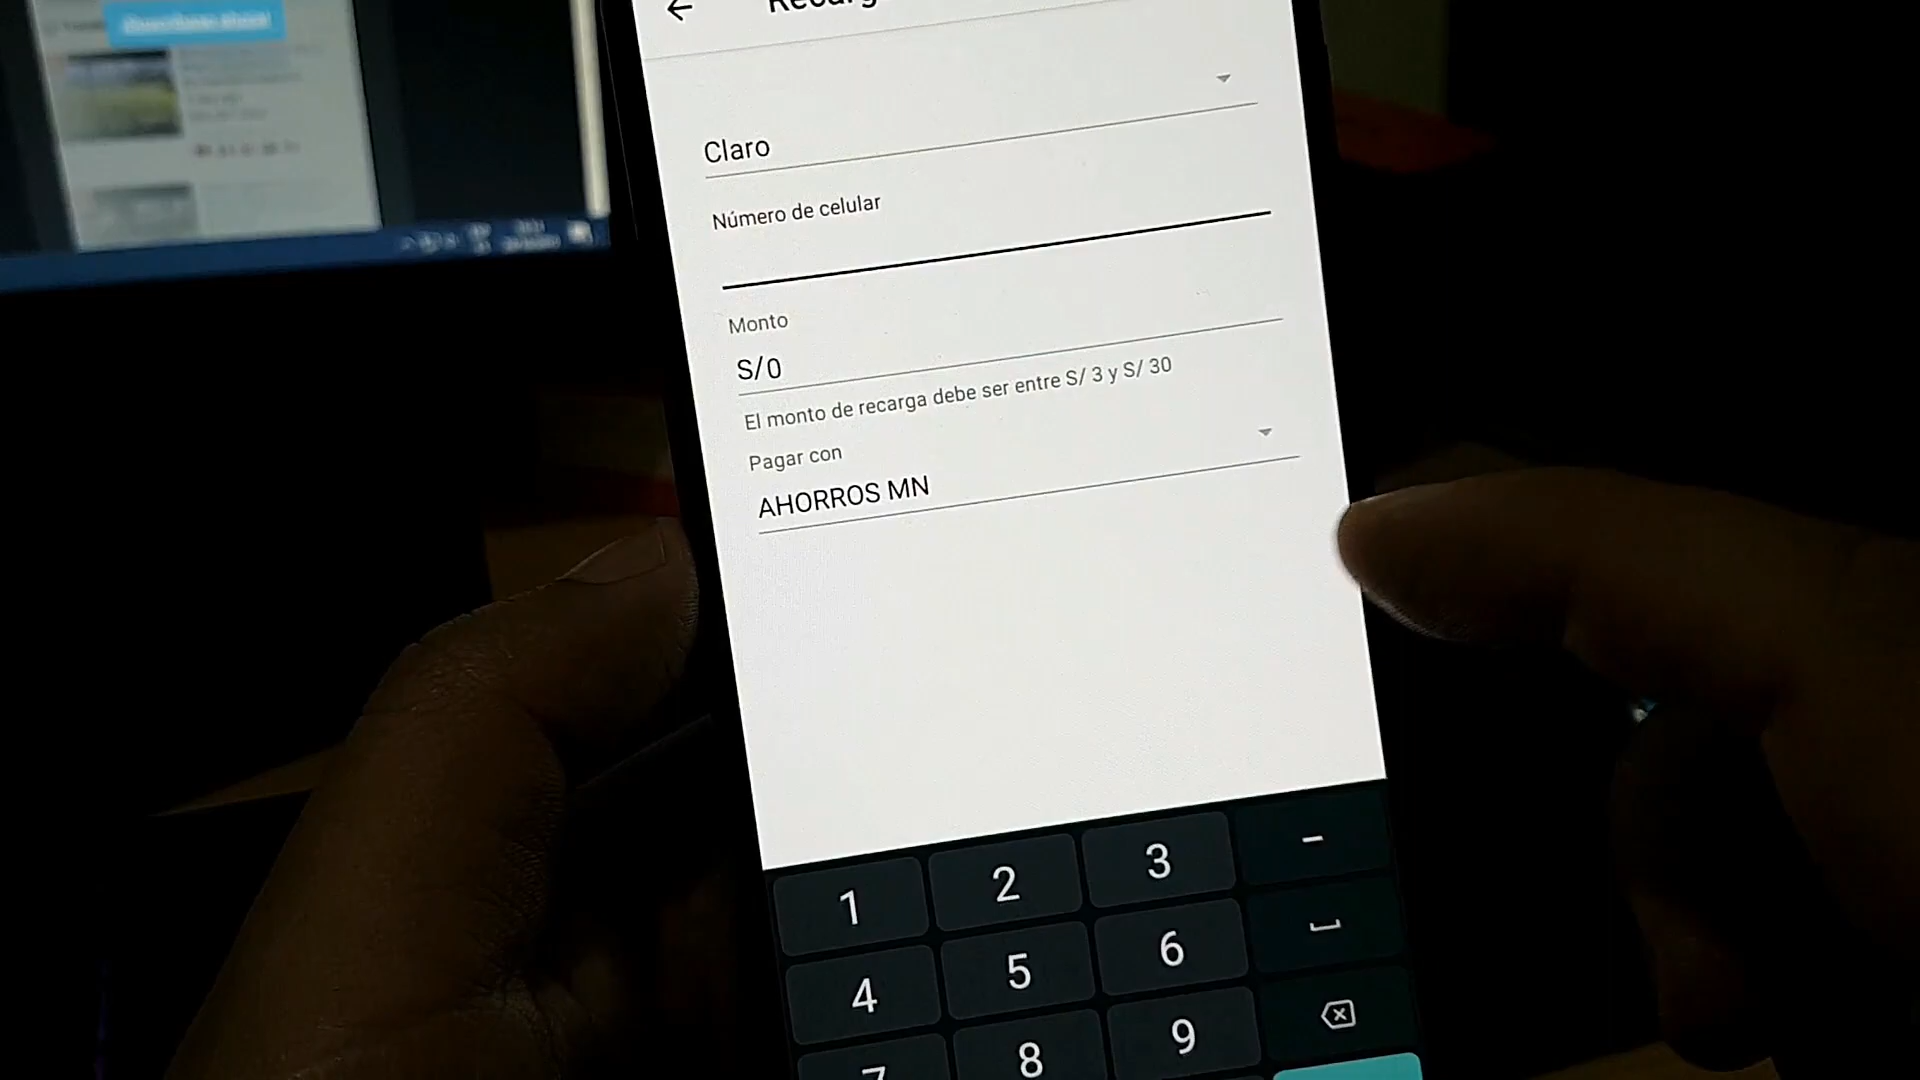 Claro
Número de celular
Monto
S/0
El monto de recarga debe ser entre S/ 3 y S/ 30
Pagar con
AHORROS MN
1 2 3 -
4 5 6
7 8 9